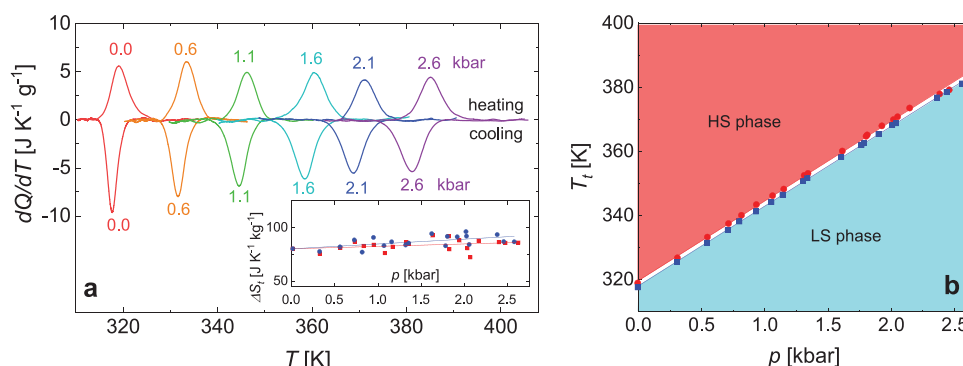 10
5
0
-5
-10
dQ/dT [J K⁻¹ g⁻¹]
0.0
0.6
1.1
1.6
2.1
2.6 kbar
heating
cooling
0.0
0.6
1.1
1.6
2.1
2.6 kbar
100
50
ΔSₜ [J K⁻¹ kg⁻¹]
p [kbar]
0.0 0.5 1.0 1.5 2.0 2.5
a
320 340 360 380 400
T [K]
400
380
360
340
320
Tₜ [K]
HS phase
LS phase
b
0.0 0.5 1.0 1.5 2.0 2.5
p [kbar]